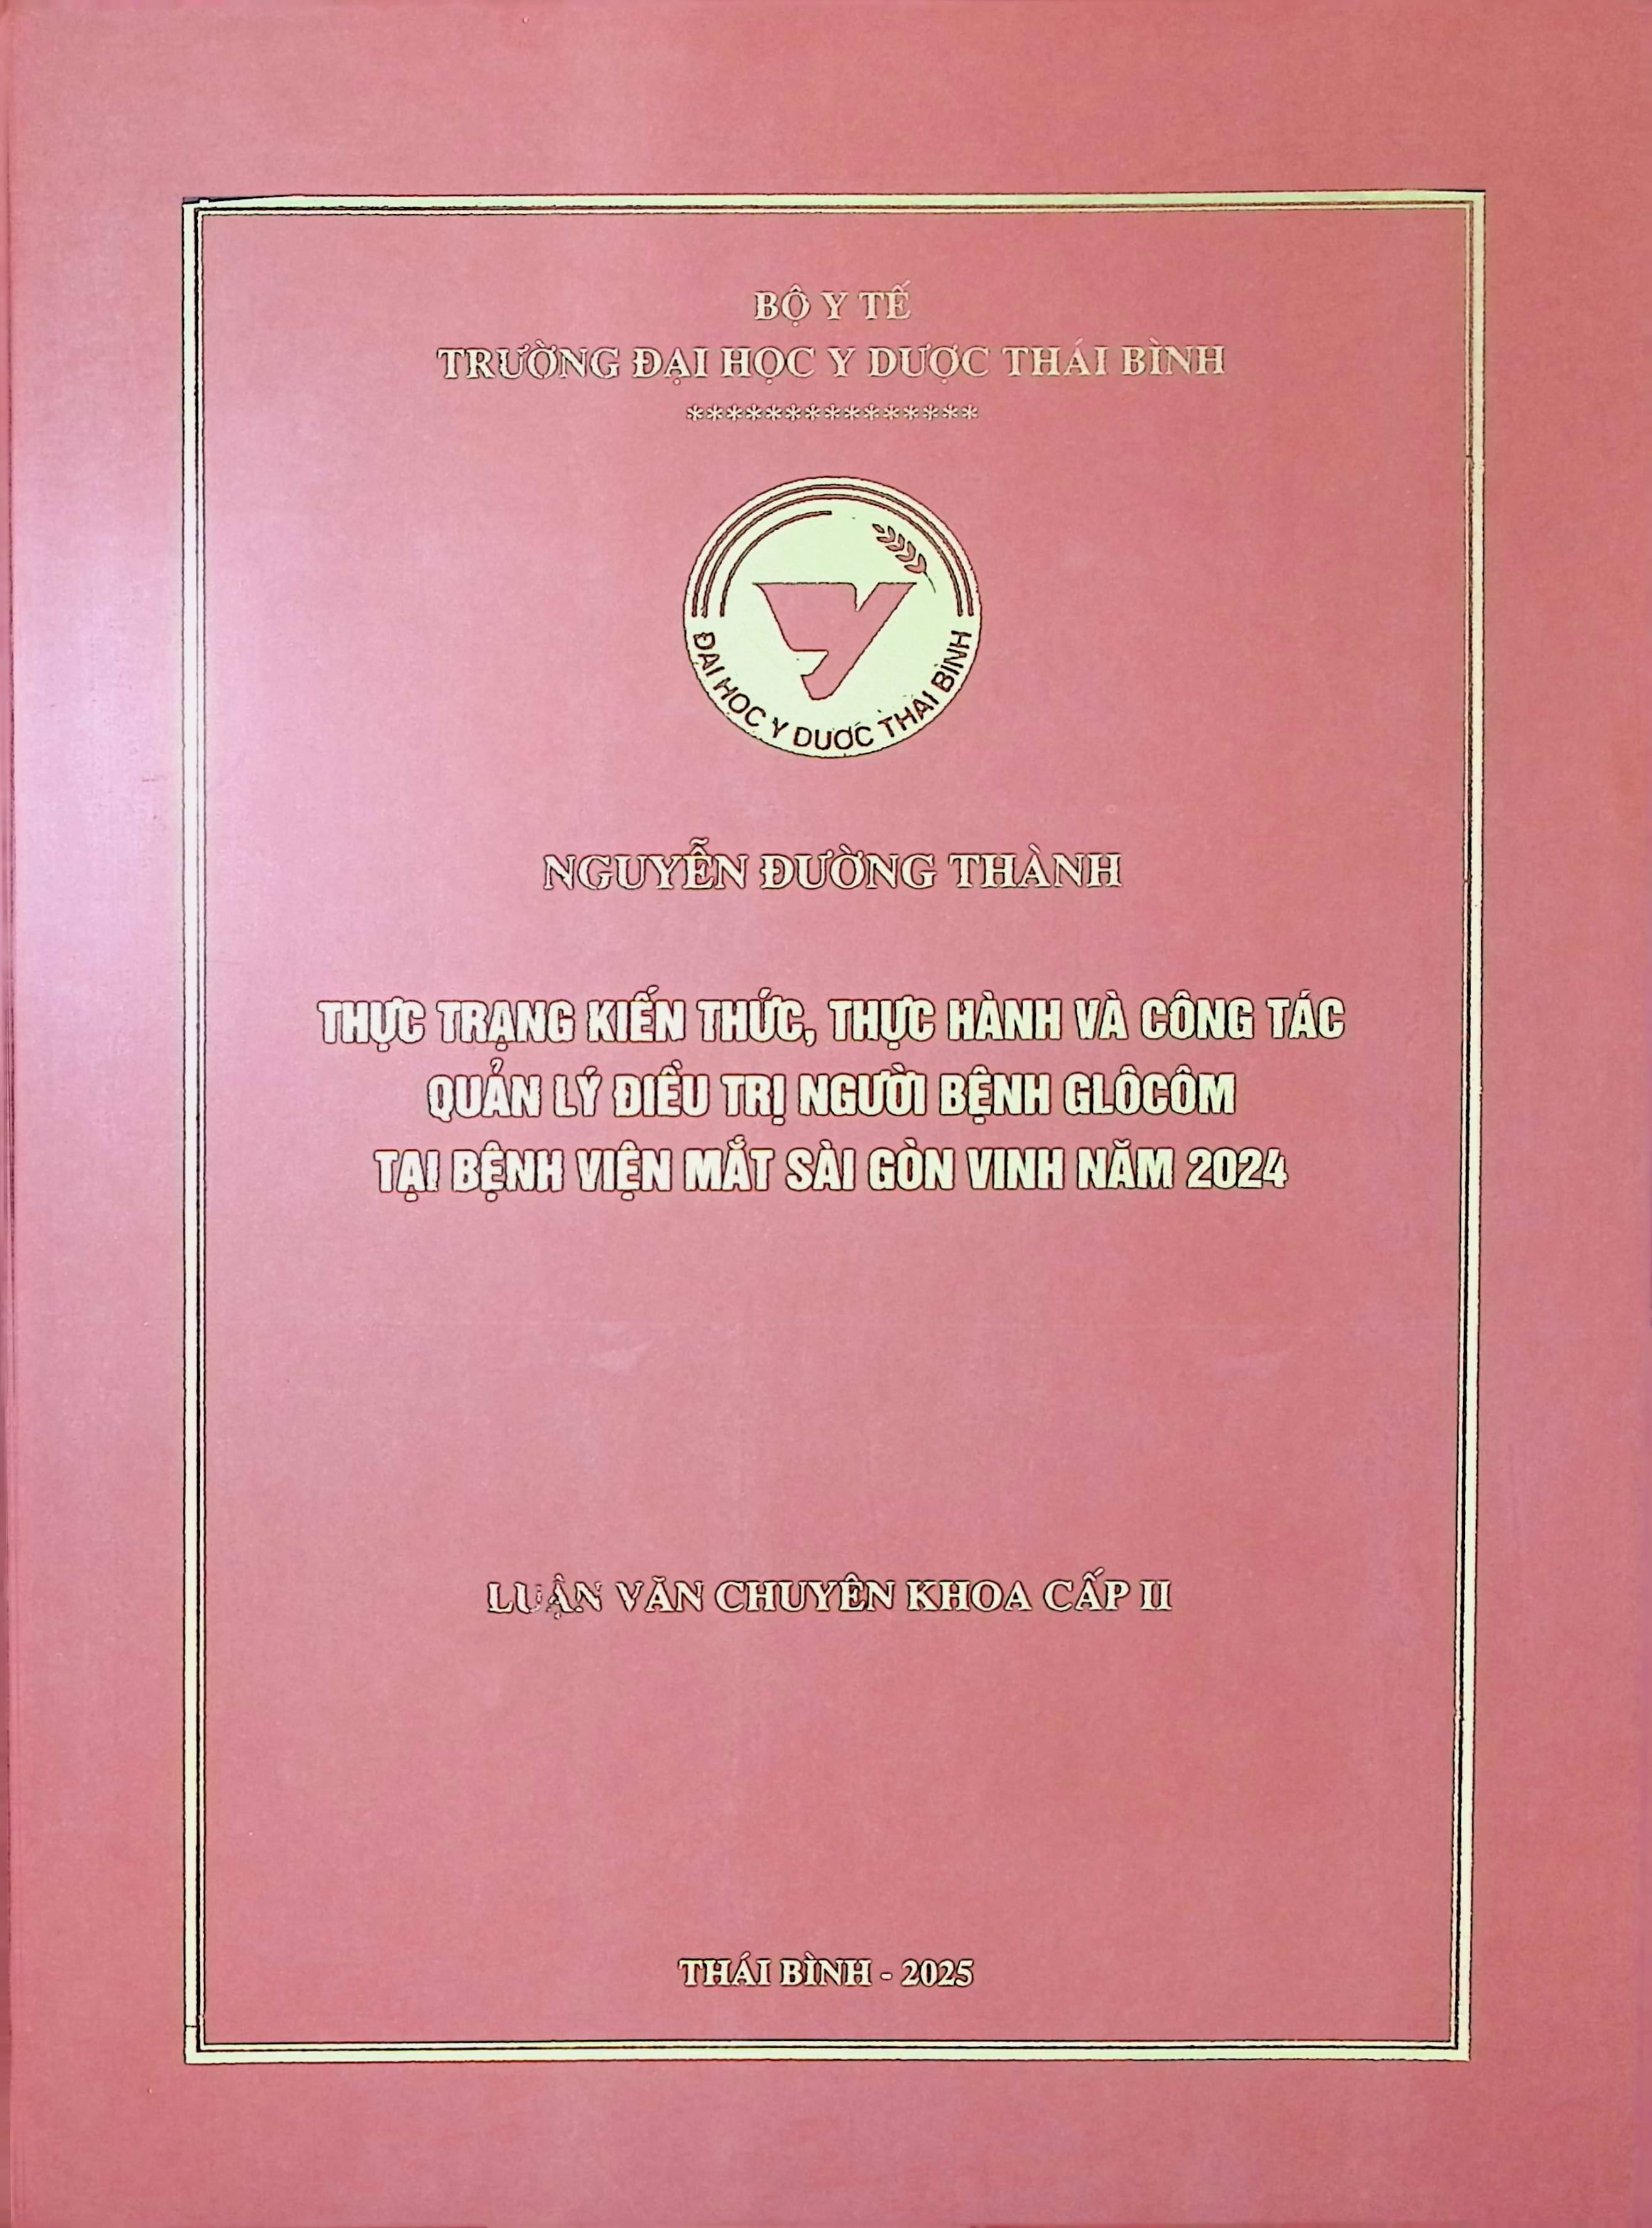 BỘ Y TẾ
TRƯỜNG ĐẠI HỌC Y DƯỢC THÁI BÌNH
***************
ĐẠI HỌC Y DƯỢC THÁI BÌNH
NGUYỄN ĐƯỜNG THÀNH
THỰC TRẠNG KIẾN THỨC, THỰC HÀNH VÀ CÔNG TÁC
QUẢN LÝ ĐIỀU TRỊ NGƯỜI BỆNH GLÔCÔM
TẠI BỆNH VIỆN MẮT SÀI GÒN VINH NĂM 2024
LUẬN VĂN CHUYÊN KHOA CẤP II
THÁI BÌNH - 2025